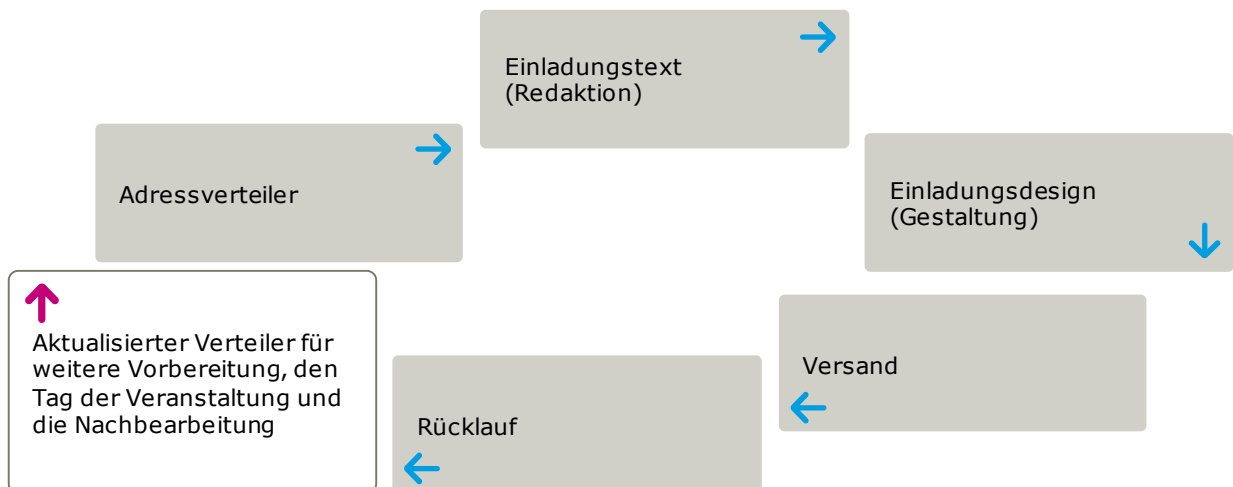 Einladungstext
(Redaktion)
Adressverteiler
Einladungsdesign
(Gestaltung)
Versand
Rücklauf
Aktualisierter Verteiler für
weitere Vorbereitung, den
Tag der Veranstaltung und
die Nachbearbeitung